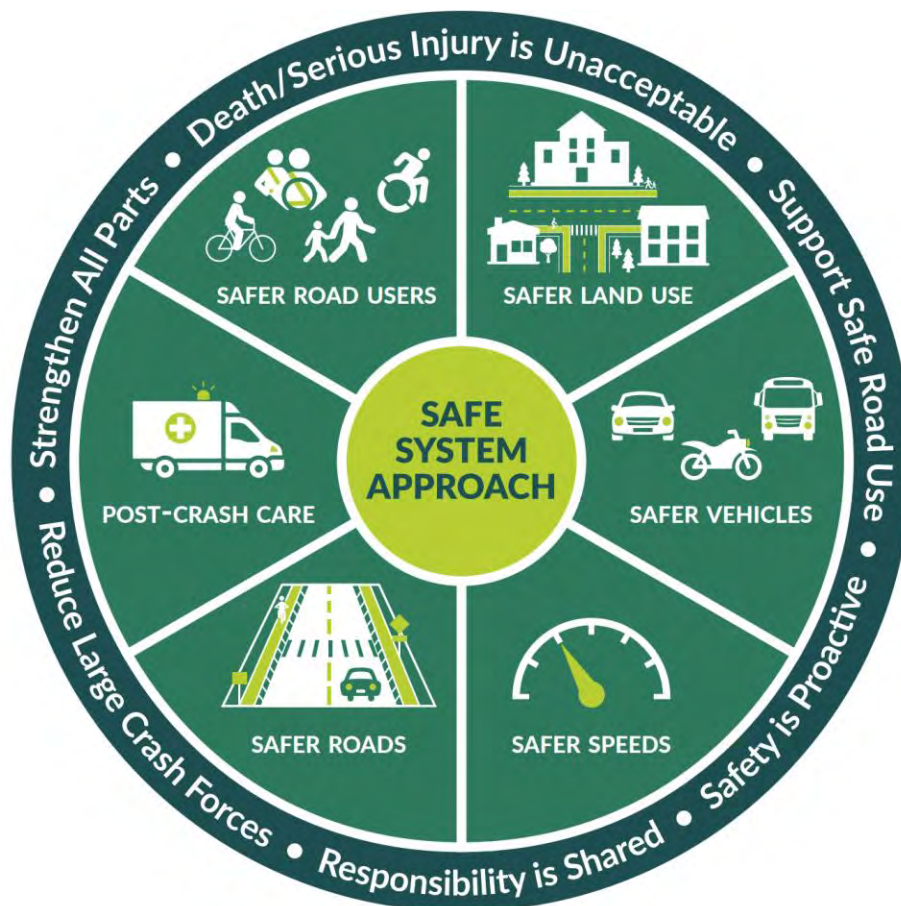 Death/Serious Injury is Unacceptable • Support Safe Road Use • Safety is Proactive • Responsibility is Shared • Reduce Large Crash Forces • Strengthen All Parts •
SAFER ROAD USERS
SAFER LAND USE
SAFE
SYSTEM
APPROACH
POST-CRASH CARE
SAFER VEHICLES
SAFER ROADS
SAFER SPEEDS